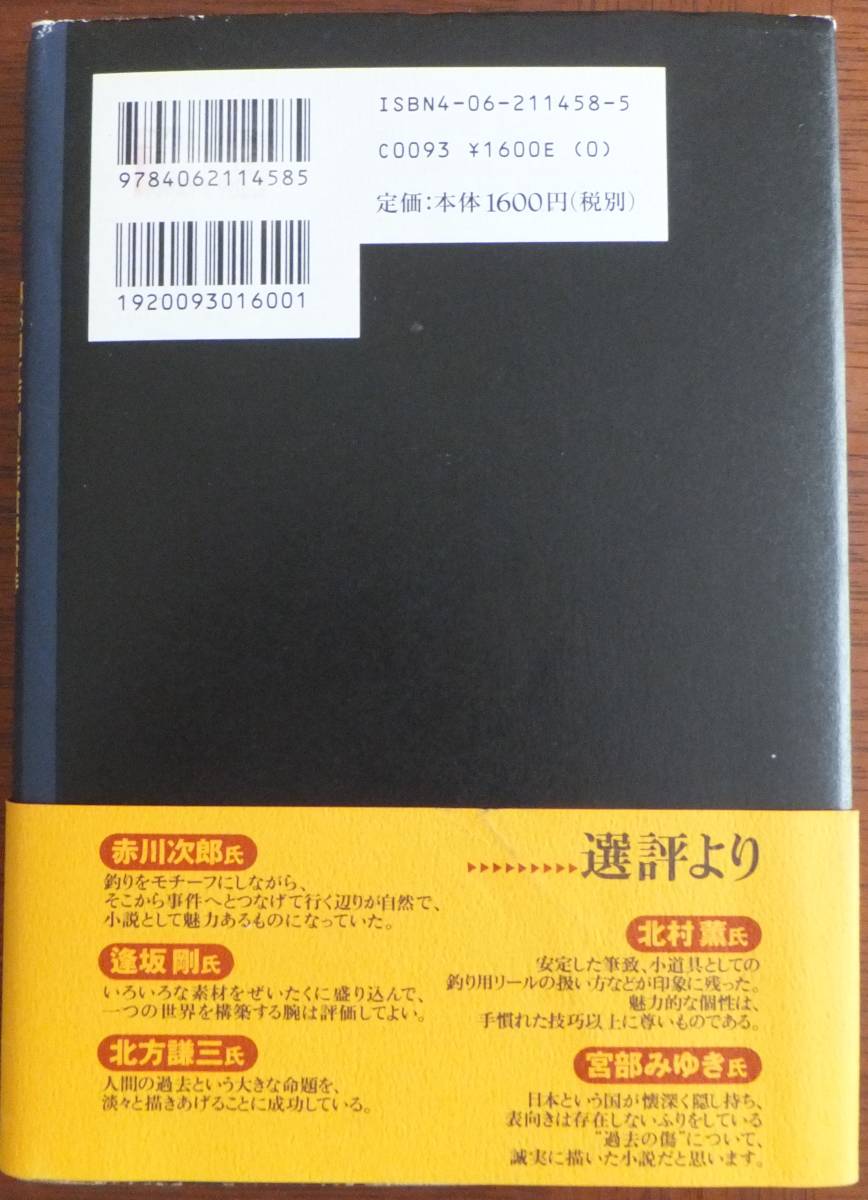 ISBN4-06-211458-5
C0093 ¥1600E (0)
定価:本体1600円(税別)
9784062114585
1920093016001
選評より
赤川次郎氏
釣りをモチーフにしながら、
そこから事件へとつなげて行く辺りが自然で、
小説として魅力あるものになっていた。
逢坂 剛氏
いろいろな素材をぜいたくに盛り込んで、
一つの世界を構築する腕は評価してよい。
北方謙三氏
人間の過去という大きな命題を、
淡々と描きあげることに成功している。
北村 薫氏
安定した筆致、小道具としての
釣り用リールの扱い方などが印象に残った。
魅力的な個性は、
手慣れた技巧以上に尊いものである。
宮部みゆき氏
日本という国が懐深く隠し持ち、
表向きは存在しないふりをしている
“過去の傷”について、
誠実に描いた小説だと思います。